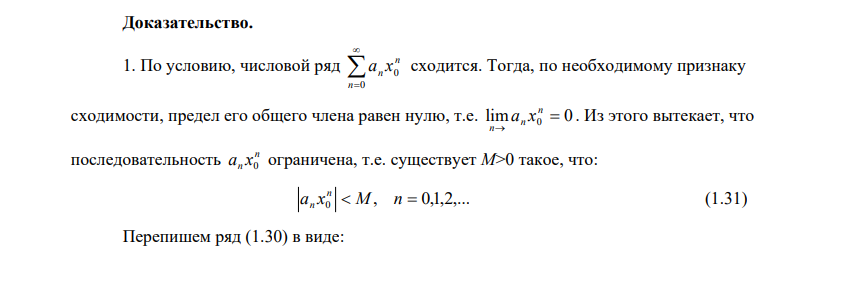 Доказательство.
1. По условию, числовой ряд $\sum_{n=0}^{\infty} a_n x_0^n$ сходится. Тогда, по необходимому признаку
сходимости, предел его общего члена равен нулю, т.е. $\lim_{n \to} a_n x_0^n = 0$. Из этого вытекает, что
последовательность $a_n x_0^n$ ограничена, т.е. существует M>0 такое, что:
$\left| a_n x_0^n \right| < M, \quad n = 0,1,2,...$ (1.31)
Перепишем ряд (1.30) в виде: